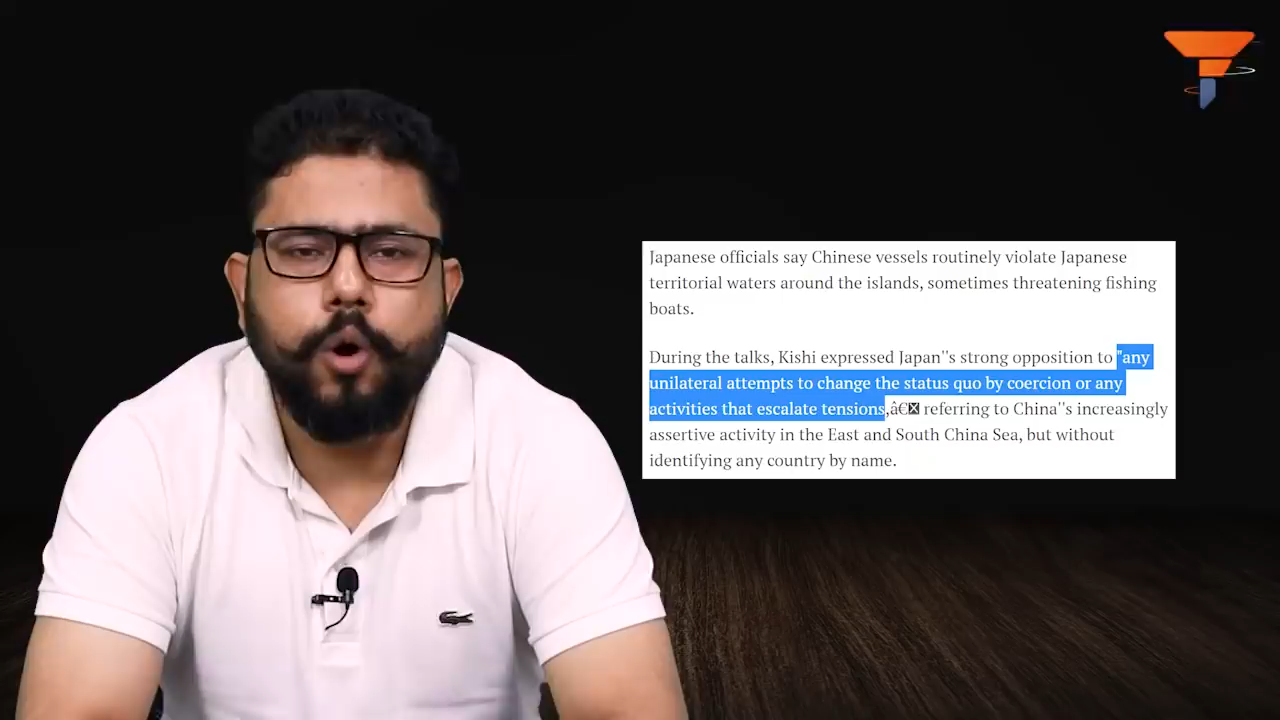 Japanese officials say Chinese vessels routinely violate Japanese
territorial waters around the islands, sometimes threatening fishing
boats.
During the talks, Kishi expressed Japan''s strong opposition to "any
unilateral attempts to change the status quo by coercion or any
activities that escalate tensions,â€ referring to China''s increasingly
assertive activity in the East and South China Sea, but without
identifying any country by name.